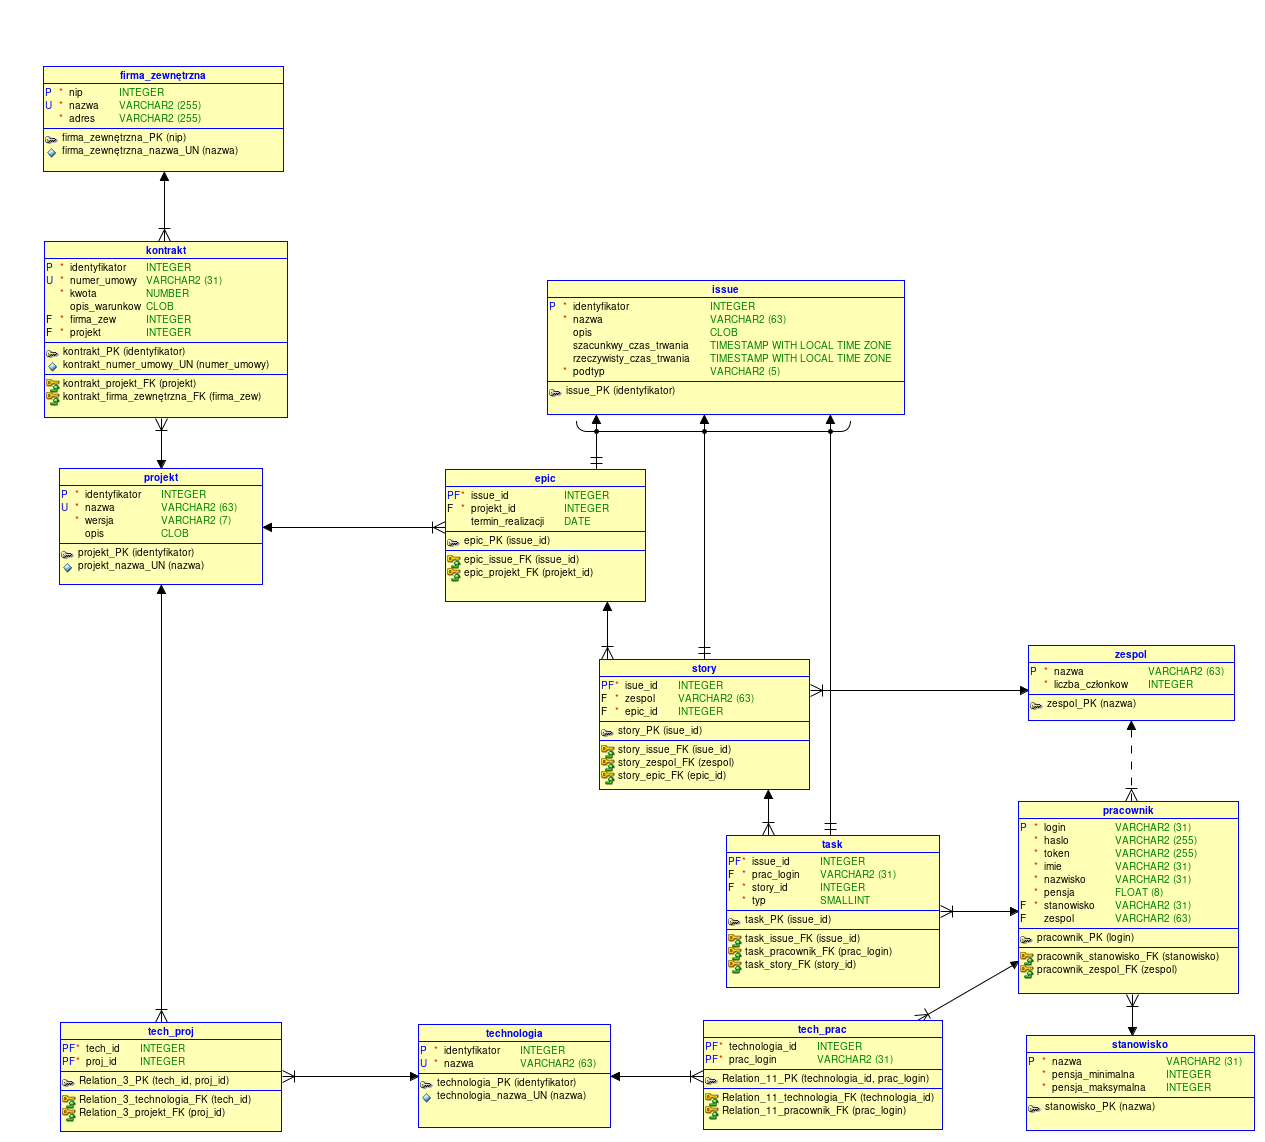 firma_zewnętrzna
P * nip INTEGER
U * nazwa VARCHAR2 (255)
* adres VARCHAR2 (255)
firma_zewnętrzna_PK (nip)
firma_zewnętrzna_nazwa_UN (nazwa)
kontrakt
P * identyfikator INTEGER
U * numer_umowy VARCHAR2 (31)
* kwota NUMBER
opis_warunkow CLOB
F * firma_zew INTEGER
F * projekt INTEGER
kontrakt_PK (identyfikator)
kontrakt_numer_umowy_UN (numer_umowy)
kontrakt_projekt_FK (projekt)
kontrakt_firma_zewnętrzna_FK (firma_zew)
issue
P * identyfikator INTEGER
* nazwa VARCHAR2 (63)
opis CLOB
szacunkwy_czas_trwania TIMESTAMP WITH LOCAL TIME ZONE
rzeczywisty_czas_trwania TIMESTAMP WITH LOCAL TIME ZONE
* podtyp VARCHAR2 (5)
issue_PK (identyfikator)
projekt
P * identyfikator INTEGER
U * nazwa VARCHAR2 (63)
* wersja VARCHAR2 (7)
opis CLOB
projekt_PK (identyfikator)
projekt_nazwa_UN (nazwa)
epic
PF* issue_id INTEGER
F * projekt_id INTEGER
termin_realizacji DATE
epic_PK (issue_id)
epic_issue_FK (issue_id)
epic_projekt_FK (projekt_id)
story
PF* isue_id INTEGER
F * zespol VARCHAR2 (63)
F * epic_id INTEGER
story_PK (isue_id)
story_issue_FK (isue_id)
story_zespol_FK (zespol)
story_epic_FK (epic_id)
zespol
P * nazwa VARCHAR2 (63)
* liczba_członkow INTEGER
zespol_PK (nazwa)
task
PF* issue_id INTEGER
F * prac_login VARCHAR2 (31)
F * story_id INTEGER
* typ SMALLINT
task_PK (issue_id)
task_issue_FK (issue_id)
task_pracownik_FK (prac_login)
task_story_FK (story_id)
pracownik
P * login VARCHAR2 (31)
* haslo VARCHAR2 (255)
* token VARCHAR2 (255)
* imie VARCHAR2 (31)
* nazwisko VARCHAR2 (31)
* pensja FLOAT (8)
F * stanowisko VARCHAR2 (31)
F zespol VARCHAR2 (63)
pracownik_PK (login)
pracownik_stanowisko_FK (stanowisko)
pracownik_zespol_FK (zespol)
tech_proj
PF* tech_id INTEGER
PF* proj_id INTEGER
Relation_3_PK (tech_id, proj_id)
Relation_3_technologia_FK (tech_id)
Relation_3_projekt_FK (proj_id)
technologia
P * identyfikator INTEGER
U * nazwa VARCHAR2 (63)
technologia_PK (identyfikator)
technologia_nazwa_UN (nazwa)
tech_prac
PF* technologia_id INTEGER
PF* prac_login VARCHAR2 (31)
Relation_11_PK (technologia_id, prac_login)
Relation_11_technologia_FK (technologia_id)
Relation_11_pracownik_FK (prac_login)
stanowisko
P * nazwa VARCHAR2 (31)
* pensja_minimalna INTEGER
* pensja_maksymalna INTEGER
stanowisko_PK (nazwa)